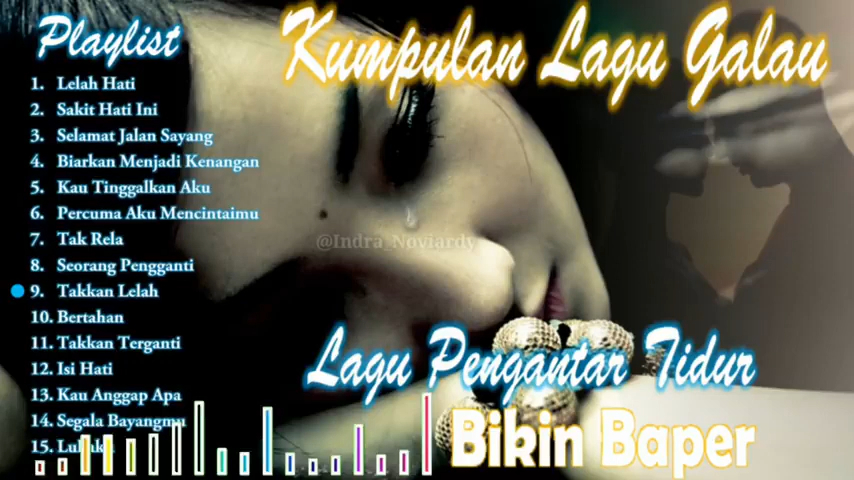 Playlist
Kumpulan Lagu Galau
1. Lelah Hati
2. Sakit Hati Ini
3. Selamat Jalan Sayang
4. Biarkan Menjadi Kenangan
5. Kau Tinggalkan Aku
6. Percuma Aku Mencintaimu
7. Tak Rela
8. Seorang Pengganti
9. Takkan Lelah
10. Bertahan
11. Takkan Terganti
12. Isi Hati
13. Kau Anggap Apa
14. Segala Bayangmu
15.
@Indra_Noviardy
Lagu Pengantar Tidur
Bikin Baper